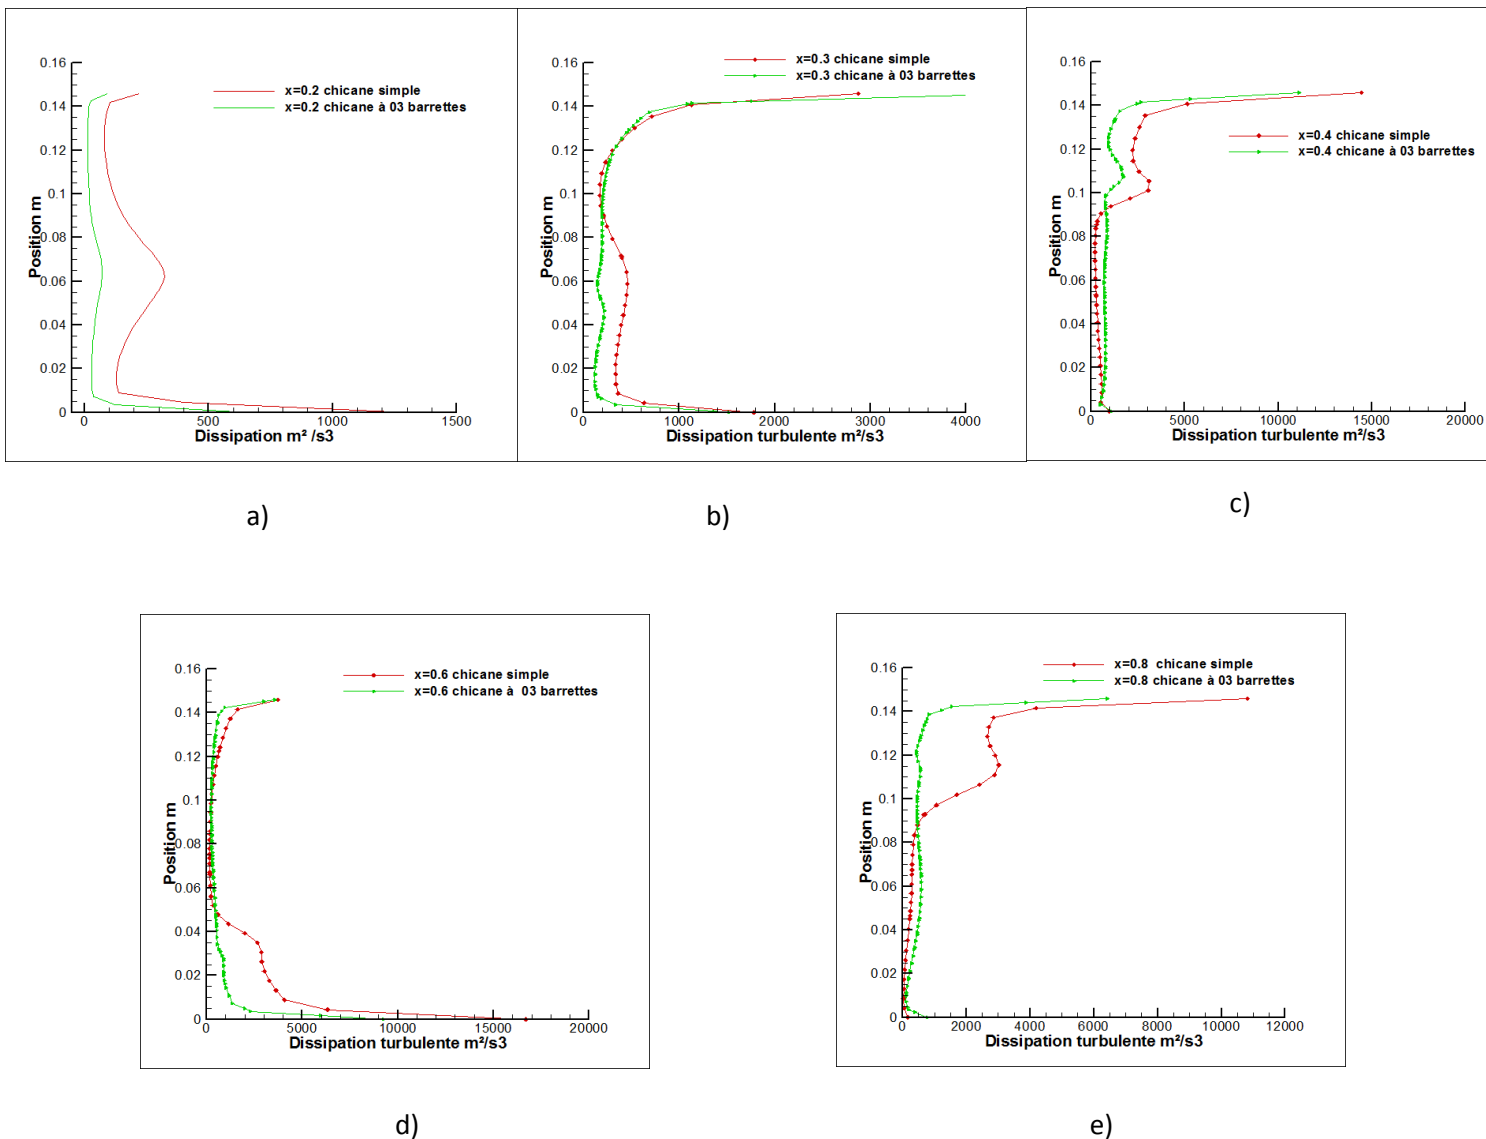 x=0.2 chicane simple
x=0.2 chicane à 03 barrettes
0.16
0.14
0.12
0.1
0.08
0.06
0.04
0.02
0
Position m
0 500 1000 1500
Dissipation m² /s3
a)
x=0.3 chicane simple
x=0.3 chicane à 03 barrettes
0.16
0.14
0.12
0.1
0.08
0.06
0.04
0.02
0
Position m
0 1000 2000 3000 4000
Dissipation turbulente m²/s3
b)
x=0.4 chicane simple
x=0.4 chicane à 03 barrettes
0.16
0.14
0.12
0.1
0.08
0.06
0.04
0.02
0
Position m
0 5000 10000 15000 20000
Dissipation turbulente m²/s3
c)
x=0.6 chicane simple
x=0.6 chicane à 03 barrettes
0.16
0.14
0.12
0.1
0.08
0.06
0.04
0.02
0
Position m
0 5000 10000 15000 20000
Dissipation turbulente m²/s3
d)
x=0.8 chicane simple
x=0.8 chicane à 03 barrettes
0.16
0.14
0.12
0.1
0.08
0.06
0.04
0.02
0
Position m
0 2000 4000 6000 8000 10000 12000
Dissipation turbulente m²/s3
e)